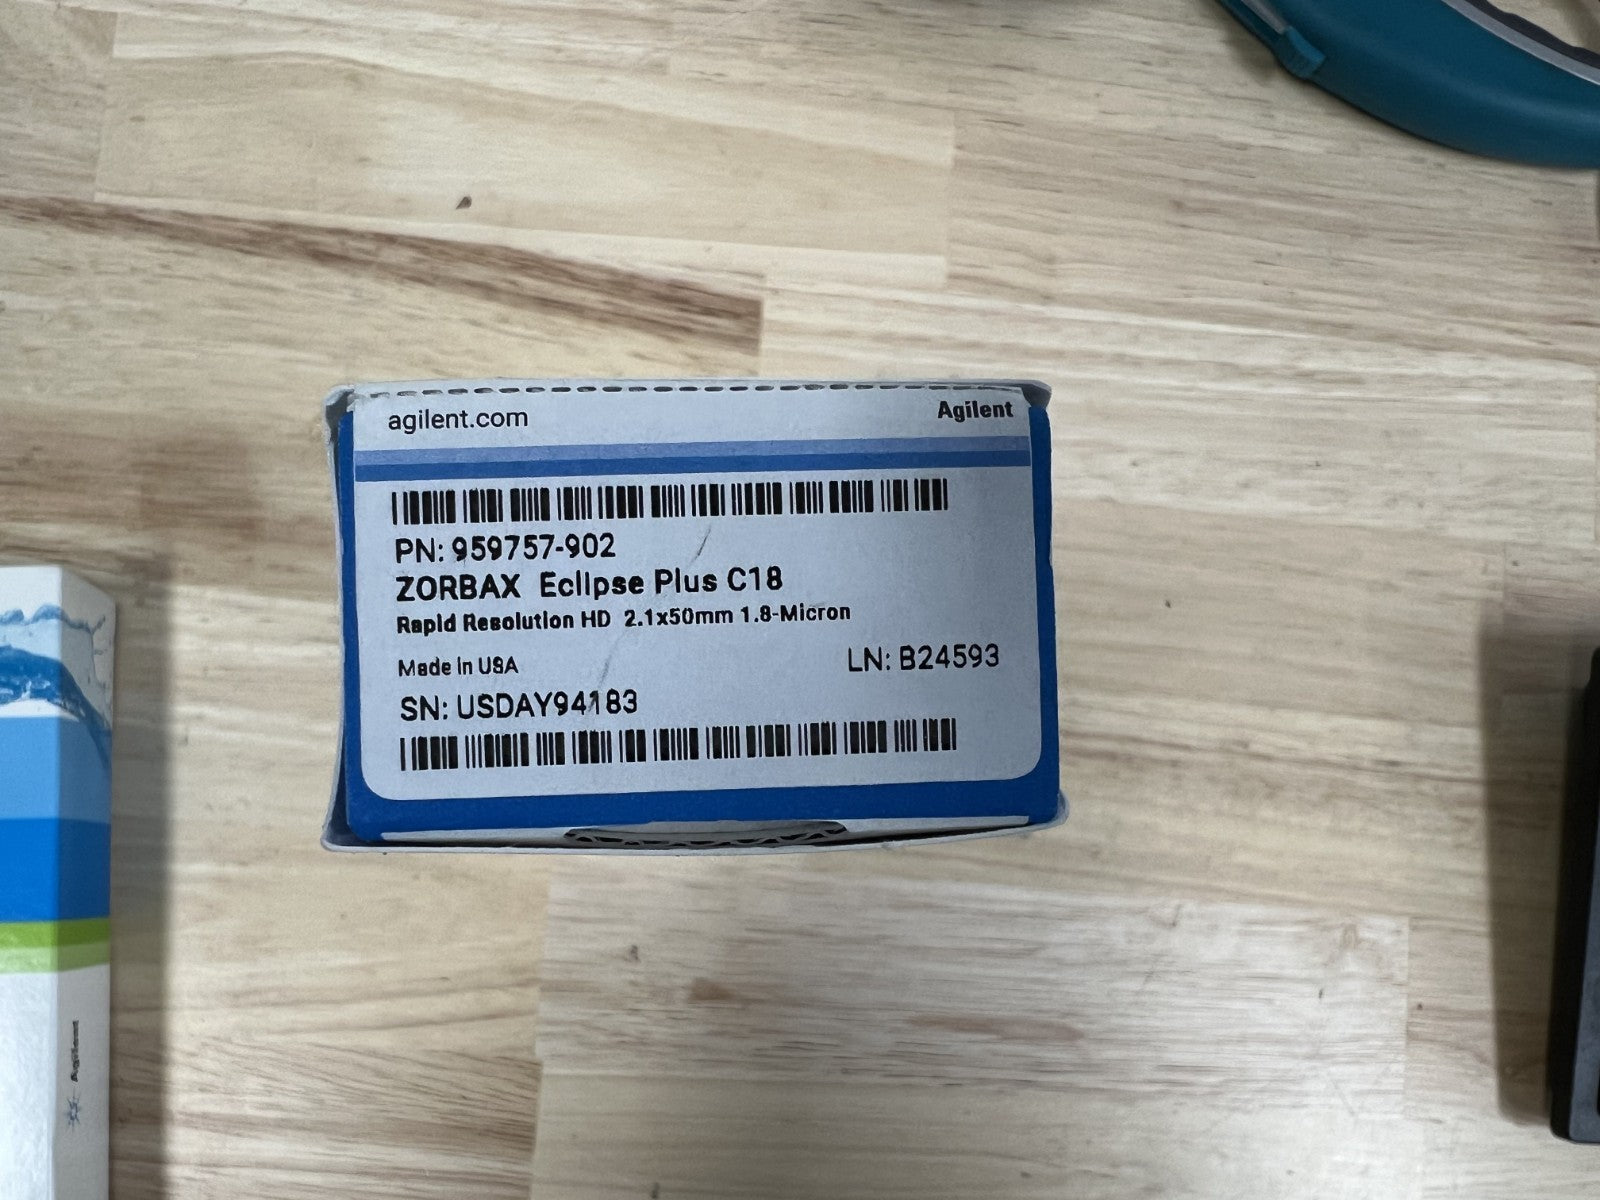 agilent.com
Agilent
PN: 959757-902
ZORBAX Eclipse Plus C18
Rapid Resolution HD 2.1x50mm 1.8-Micron
Made in USA
LN: B24593
SN: USDAY94183
Agilent